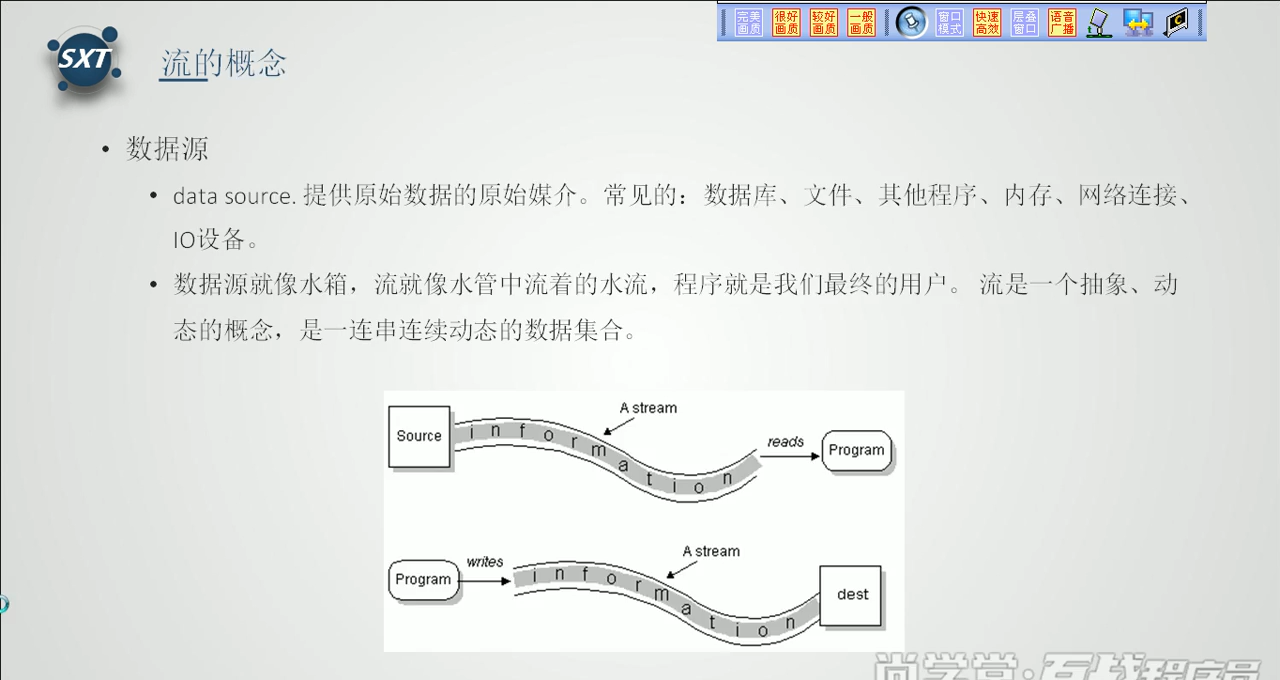 完美画质 很好画质 较好画质 一般画质 窗口模式 快速高效 层叠窗口 语音广播
SXT
流的概念
• 数据源
• data source. 提供原始数据的原始媒介。常见的：数据库、文件、其他程序、内存、网络连接、
IO设备。
• 数据源就像水箱，流就像水管中流着的水流，程序就是我们最终的用户。 流是一个抽象、动
态的概念，是一连串连续动态的数据集合。
A stream
Source
information
reads
Program
A stream
writes
Program
information
dest
尚学堂·百战程序员